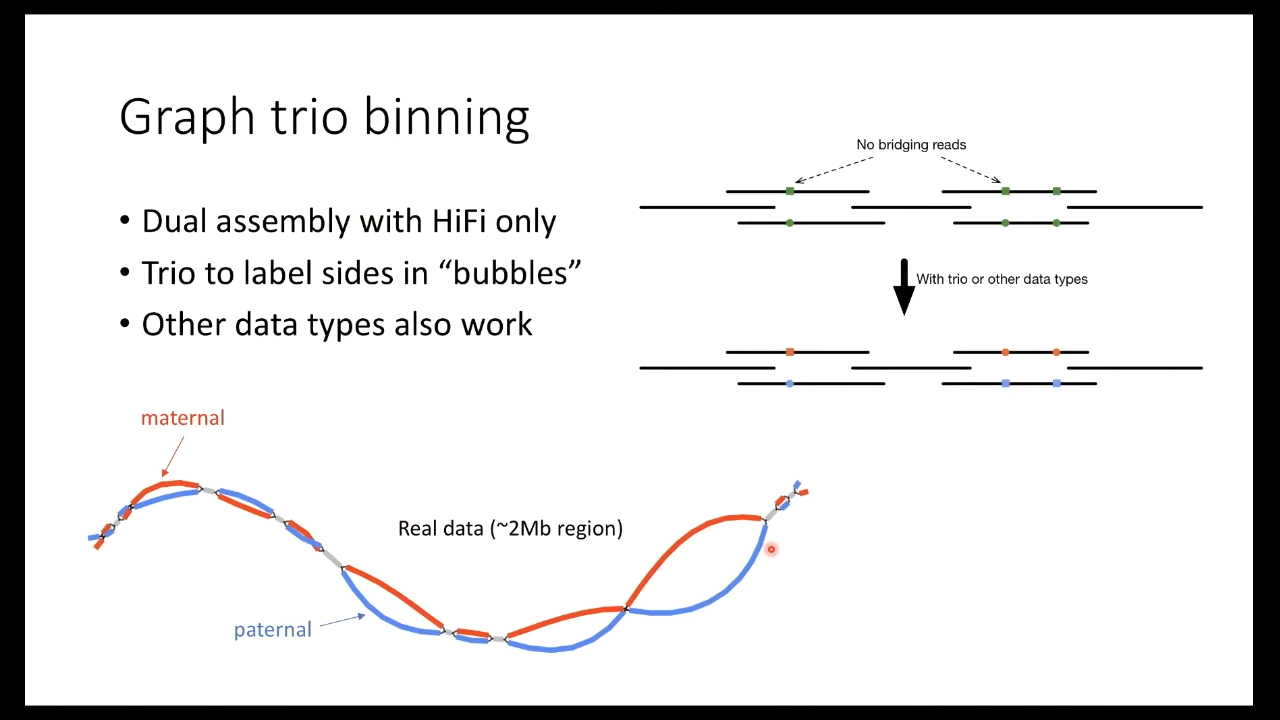 Graph trio binning
• Dual assembly with HiFi only
• Trio to label sides in “bubbles”
• Other data types also work
No bridging reads
With trio or other data types
maternal
Real data (~2Mb region)
paternal